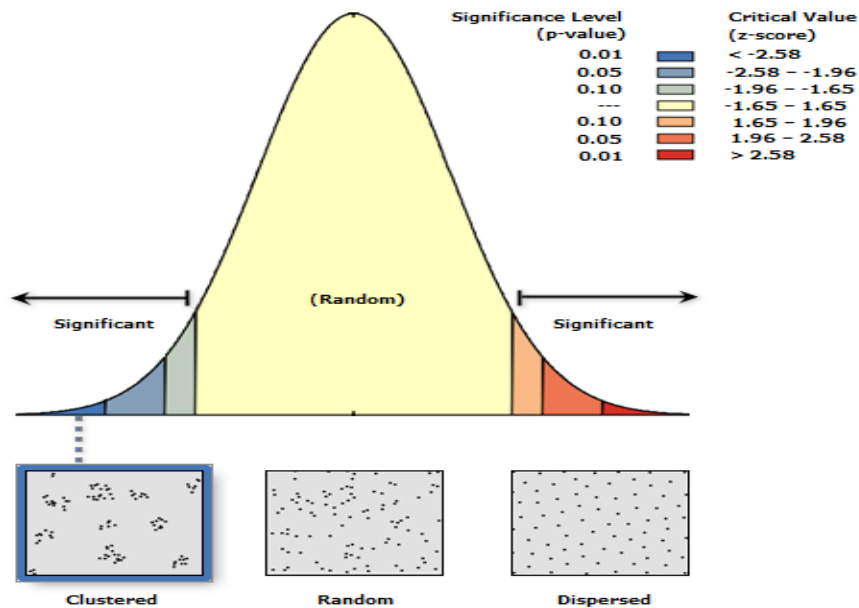 Significance Level (p-value)
Critical Value (z-score)
0.01 < -2.58
0.05 -2.58 – -1.96
0.10 -1.96 – -1.65
--- -1.65 – 1.65
0.10 1.65 – 1.96
0.05 1.96 – 2.58
0.01 > 2.58
(Random)
Significant
Significant
Clustered
Random
Dispersed